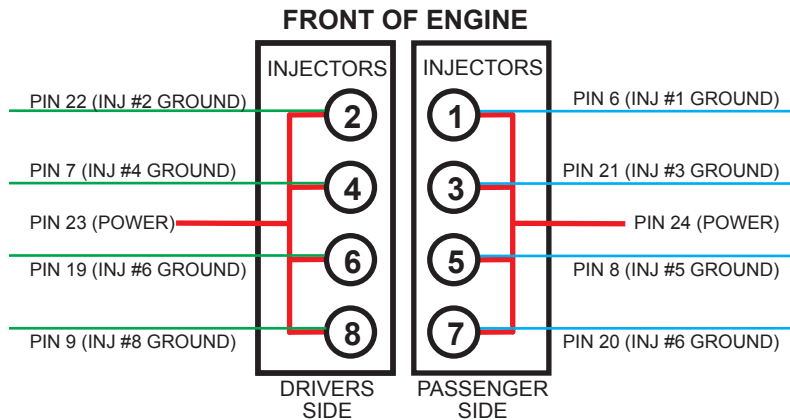 FRONT OF ENGINE
INJECTORS
INJECTORS
PIN 22 (INJ #2 GROUND)
2
1
PIN 6 (INJ #1 GROUND)
PIN 7 (INJ #4 GROUND)
4
3
PIN 21 (INJ #3 GROUND)
PIN 23 (POWER)
PIN 24 (POWER)
PIN 19 (INJ #6 GROUND)
6
5
PIN 8 (INJ #5 GROUND)
PIN 9 (INJ #8 GROUND)
8
7
PIN 20 (INJ #6 GROUND)
DRIVERS
SIDE
PASSENGER
SIDE